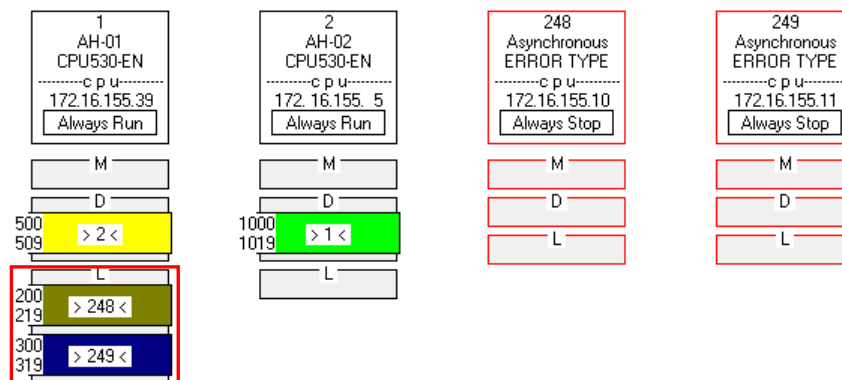 1
AH-01
CPU530-EN
--------c p u--------
172.16.155.39
Always Run
M
D
500
509
> 2 <
L
200
219
> 248 <
300
319
> 249 <
2
AH-02
CPU530-EN
--------c p u--------
172. 16.155.  5
Always Run
M
D
1000
1019
> 1 <
L
248
Asynchronous
ERROR TYPE
--------c p u--------
172.16.155.10
Always Stop
M
D
L
249
Asynchronous
ERROR TYPE
--------c p u--------
172.16.155.11
Always Stop
M
D
L